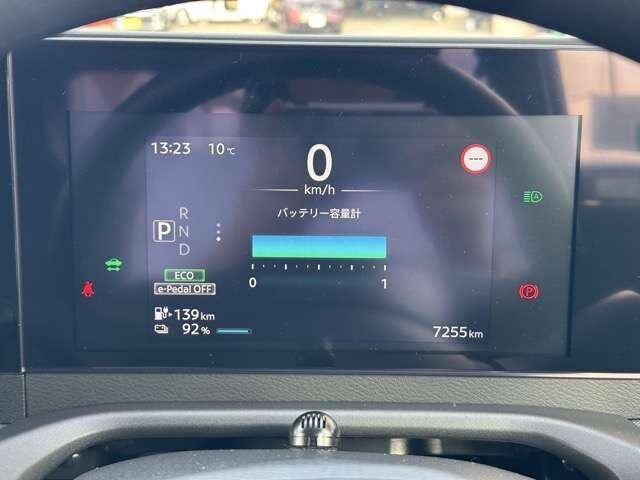 13:23 10℃
0
km/h
---
バッテリー容量計
R
P N
D
ECO
e-Pedal OFF
0 1
139km
92%
7255km
A
P